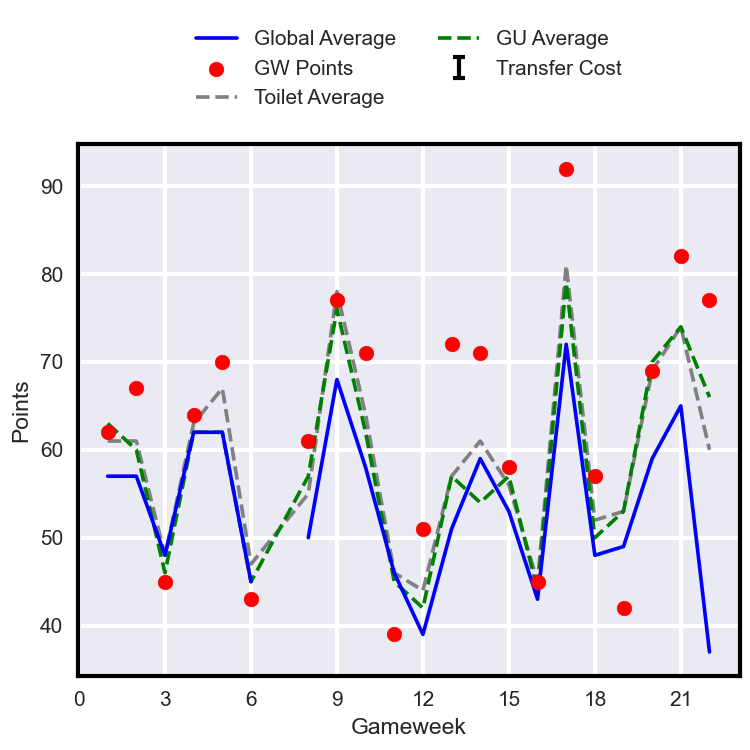 Global Average
GW Points
Toilet Average
GU Average
Transfer Cost
90
80
70
60
50
40
Points
0 3 6 9 12 15 18 21
Gameweek